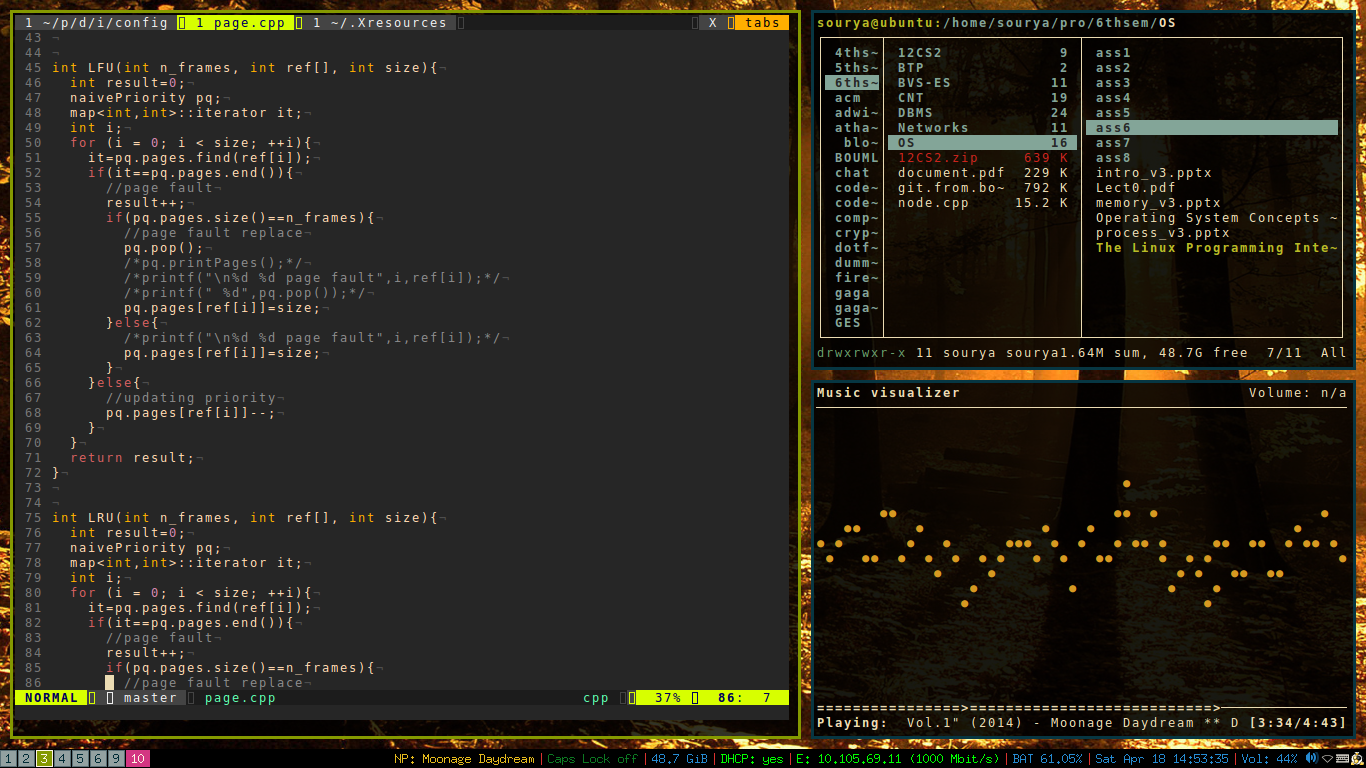 1 ~/p/d/i/config 1 page.cpp 1 ~/.Xresources X tabs
43 ¬
44 ¬
45 int LFU(int n_frames, int ref[], int size){¬
46 int result=0;¬
47 naivePriority pq;¬
48 map<int,int>::iterator it;¬
49 int i;¬
50 for (i = 0; i < size; ++i){¬
51 it=pq.pages.find(ref[i]);¬
52 if(it==pq.pages.end()){¬
53 //page fault¬
54 result++;¬
55 if(pq.pages.size()==n_frames){¬
56 //page fault replace¬
57 pq.pop();¬
58 /*pq.printPages();*/¬
59 /*printf("\n%d %d page fault",i,ref[i]);*/¬
60 /*printf(" %d",pq.pop());*/¬
61 pq.pages[ref[i]]=size;¬
62 }else{¬
63 /*printf("\n%d %d page fault",i,ref[i]);*/¬
64 pq.pages[ref[i]]=size;¬
65 }¬
66 }else{¬
67 //updating priority¬
68 pq.pages[ref[i]]--;¬
69 }¬
70 }¬
71 return result;¬
72 }¬
73 ¬
74 ¬
75 int LRU(int n_frames, int ref[], int size){¬
76 int result=0;¬
77 naivePriority pq;¬
78 map<int,int>::iterator it;¬
79 int i;¬
80 for (i = 0; i < size; ++i){¬
81 it=pq.pages.find(ref[i]);¬
82 if(it==pq.pages.end()){¬
83 //page fault¬
84 result++;¬
85 if(pq.pages.size()==n_frames){¬
86 //page fault replace¬
NORMAL master page.cpp cpp 37% 86: 7
sourya@ubuntu:/home/sourya/pro/6thsem/OS
4ths~ 12CS2 9 ass1
5ths~ BTP 2 ass2
6ths~ BVS-ES 11 ass3
acm CNT 19 ass4
adwi~ DBMS 24 ass5
atha~ Networks 11 ass6
blo~ OS 16 ass7
BOUML 12CS2.zip 639 K ass8
chat document.pdf 229 K intro_v3.pptx
code~ git.from.bo~ 792 K Lect0.pdf
code~ node.cpp 15.2 K memory_v3.pptx
comp~ Operating System Concepts ~
cryp~ process_v3.pptx
dotf~ The Linux Programming Inte~
dumm~
fire~
gaga
gaga~
GES
drwxrwxr-x 11 sourya sourya1.64M sum, 48.7G free 7/11 All
Music visualizer Volume: n/a
Playing: Vol.1" (2014) - Moonage Daydream ** D [3:34/4:43]
1 2 3 4 5 6 9 10 NP: Moonage Daydream | Caps Lock off | 48.7 GiB | DHCP: yes | E: 10.105.69.11 (1000 Mbit/s) | BAT 61.05% | Sat Apr 18 14:53:35 | Vol: 44%